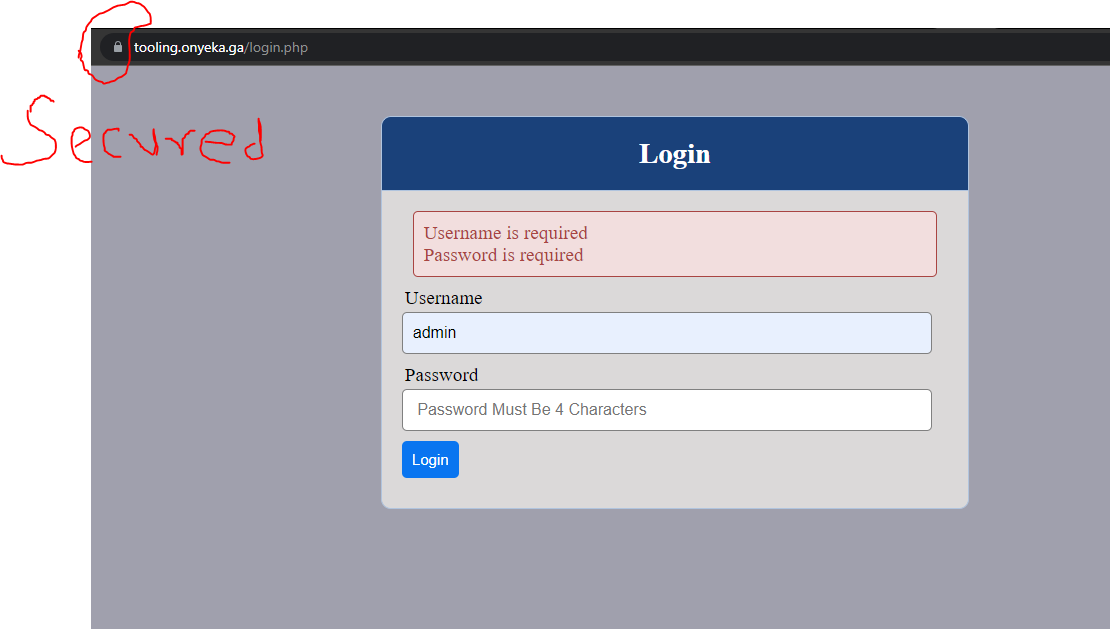 tooling.onyeka.ga/login.php
Secured
Login
Username is required
Password is required
Username
admin
Password
Password Must Be 4 Characters
Login